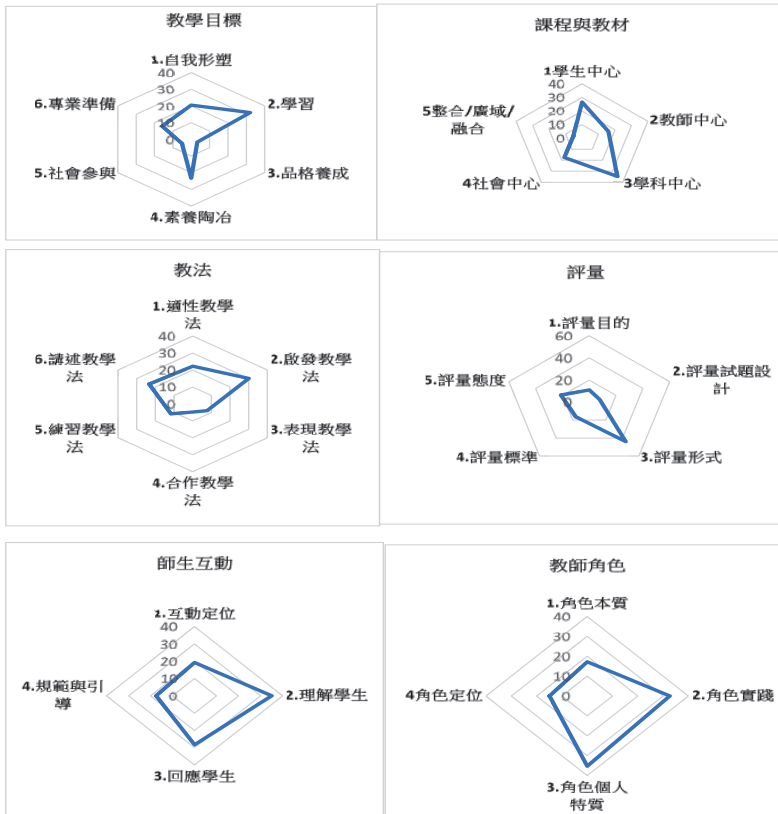 教學目標
1.自我形塑
40
30
20
10
0
2.學習
3.品格養成
4.素養陶冶
5.社會參與
6.專業準備
課程與教材
1學生中心
40
30
20
10
0
2教師中心
3學科中心
4社會中心
5整合/廣域/
融合
教法
1.適性教學
法
40
30
20
10
0
2.啟發教學
法
3.表現教學
法
4.合作教學
法
5.練習教學
法
6.講述教學
法
評量
1.評量目的
60
40
20
0
2.評量試題設
計
3.評量形式
4.評量標準
5.評量態度
師生互動
1.互動定位
40
30
20
10
0
2.理解學生
3.回應學生
4.規範與引
導
教師角色
1.角色本質
40
30
20
10
0
2.角色實踐
3.角色個人
特質
4角色定位